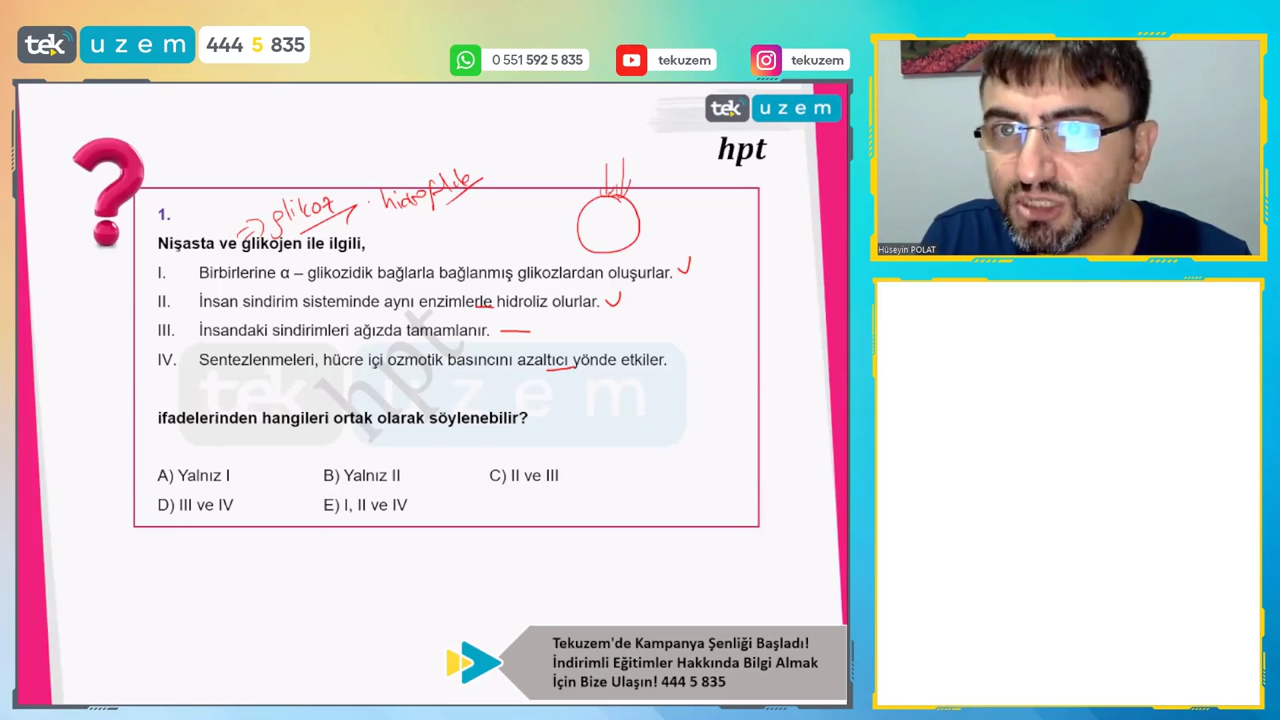 tek uzem 444 5 835
0 551 592 5 835
tekuzem
tekuzem
tek uzem
hpt
glikoz
hidrofilik
1.
Nişasta ve glikojen ile ilgili,
I. Birbirlerine α – glikozidik bağlarla bağlanmış glikozlardan oluşurlar.
II. İnsan sindirim sisteminde aynı enzimlerle hidroliz olurlar.
III. İnsandaki sindirimleri ağızda tamamlanır.
IV. Sentezlenmeleri, hücre içi ozmotik basıncını azaltıcı yönde etkiler.
tek uzem
hpt
ifadelerinden hangileri ortak olarak söylenebilir?
A) Yalnız I B) Yalnız II C) II ve III
D) III ve IV E) I, II ve IV
Hüseyin POLAT
Tekuzem'de Kampanya Şenliği Başladı!
İndirimli Eğitimler Hakkında Bilgi Almak
İçin Bize Ulaşın! 444 5 835